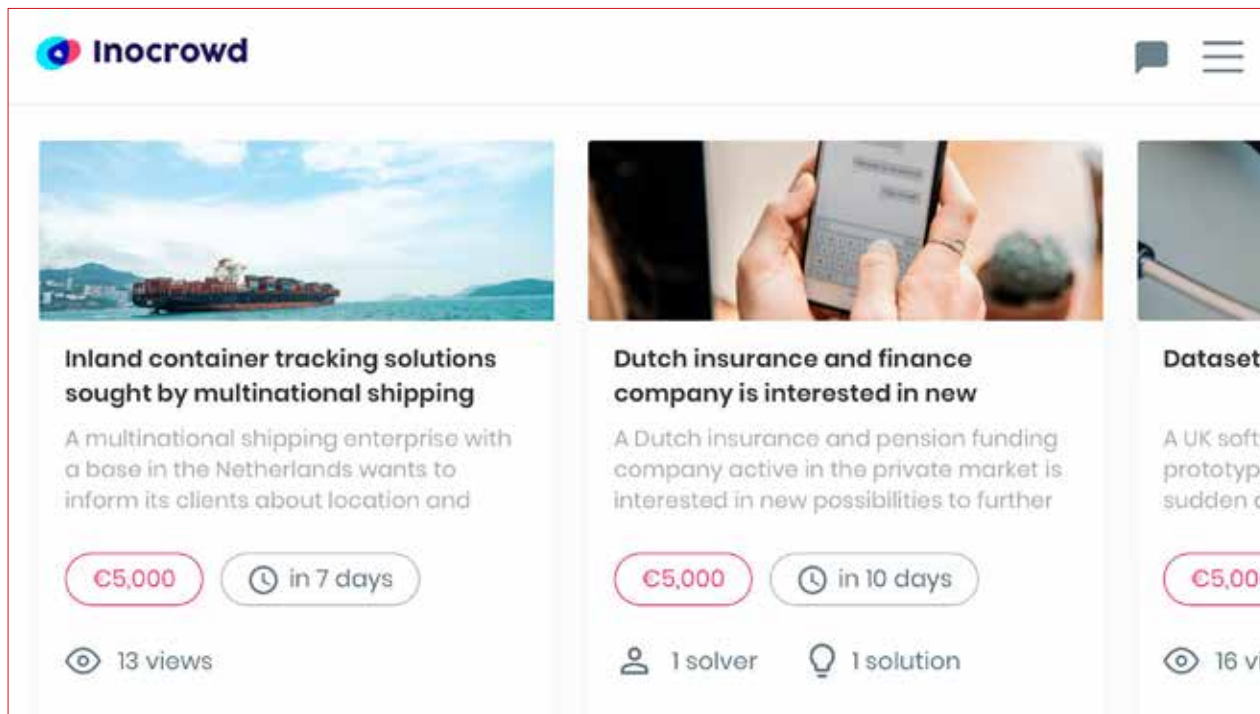 Inocrowd
Inland container tracking solutions
sought by multinational shipping
A multinational shipping enterprise with
a base in the Netherlands wants to
inform its clients about location and
€5,000
in 7 days
13 views
Dutch insurance and finance
company is interested in new
A Dutch insurance and pension funding
company active in the private market is
interested in new possibilities to further
€5,000
in 10 days
1 solver
1 solution
Dataset
A UK soft
prototyp
sudden
€5,00
16 vi